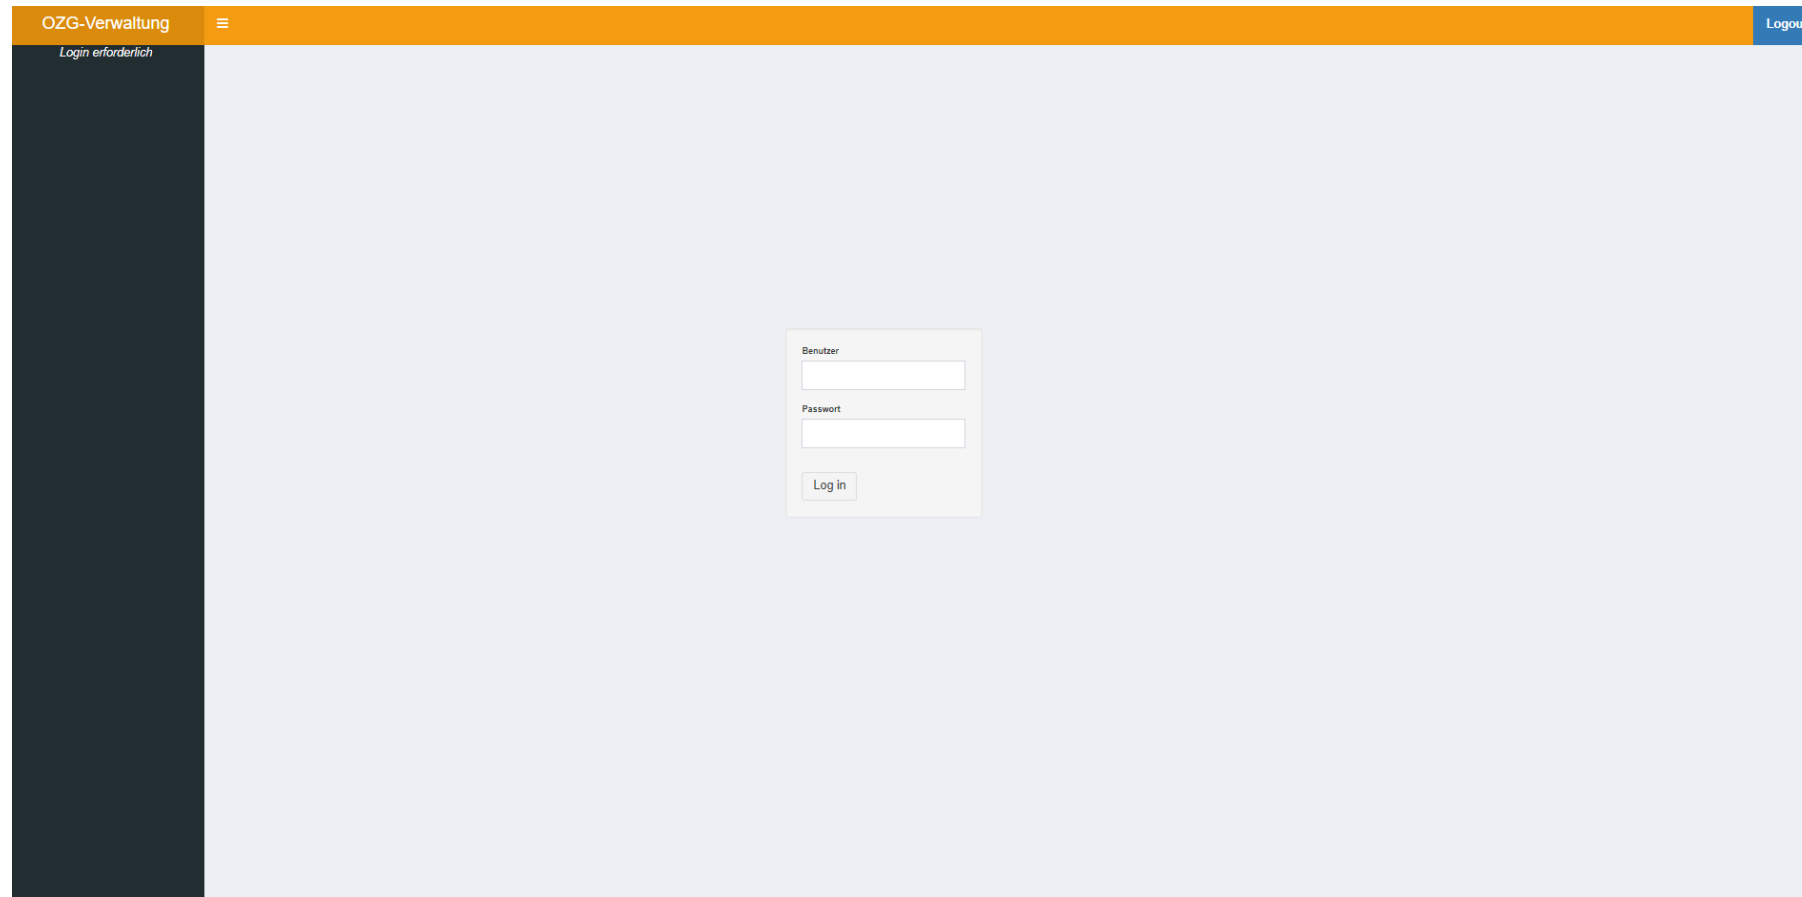 OZG-Verwaltung
Login erforderlich
Benutzer
Passwort
Log in